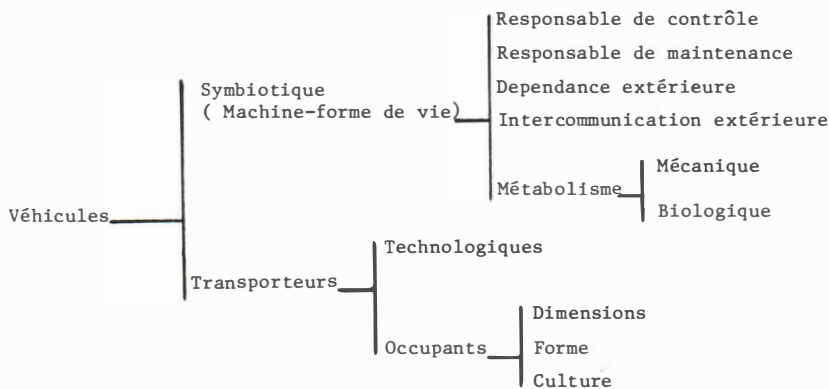 Responsable de contrôle
Responsable de maintenance
Symbiotique
( Machine-forme de vie)
Dependance extérieure
Intercommunication extérieure
Mécanique
Métabolisme
Biologique
Véhicules
Technologiques
Transporteurs
Dimensions
Occupants
Forme
Culture